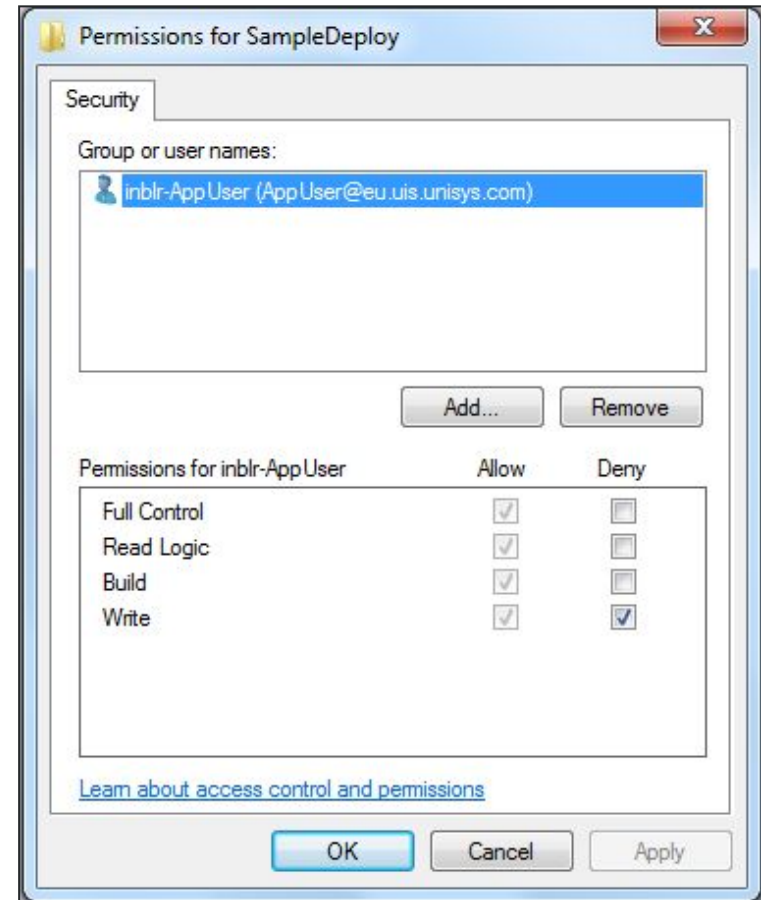 Permissions for SampleDeploy
Security
Group or user names:
inblr-AppUser (AppUser@eu.uis.unisys.com)
Add... Remove
Permissions for inblr-AppUser Allow Deny
Full Control
Read Logic
Build
Write
Learn about access control and permissions
OK Cancel Apply